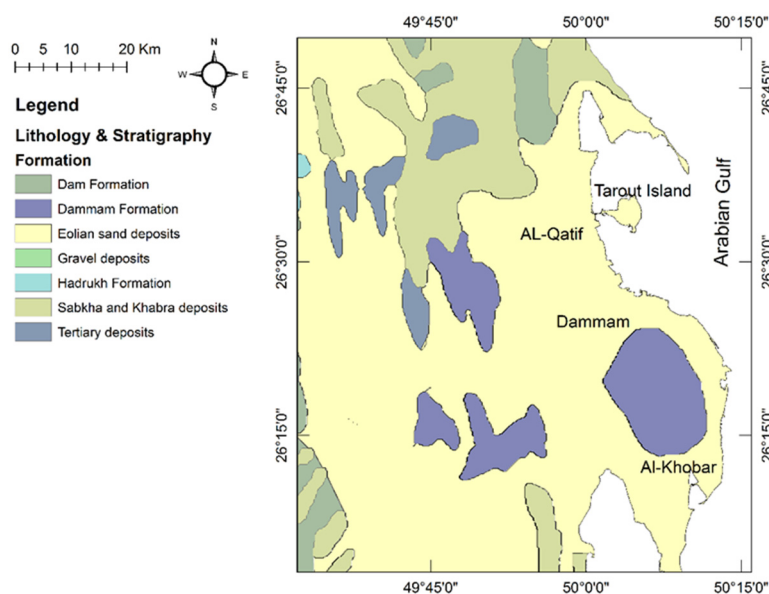 49°45'0" 50°0'0" 50°15'0"
0 5 10 20 Km
N
W E
S
Legend
Lithology & Stratigraphy
Formation
Dam Formation
Dammam Formation
Eolian sand deposits
Gravel deposits
Hadrukh Formation
Sabkha and Khabra deposits
Tertiary deposits
26°45'0" 26°45'0"
26°30'0" 26°30'0"
26°15'0" 26°15'0"
Tarout Island
Arabian Gulf
AL-Qatif
Dammam
Al-Khobar
49°45'0" 50°0'0" 50°15'0"